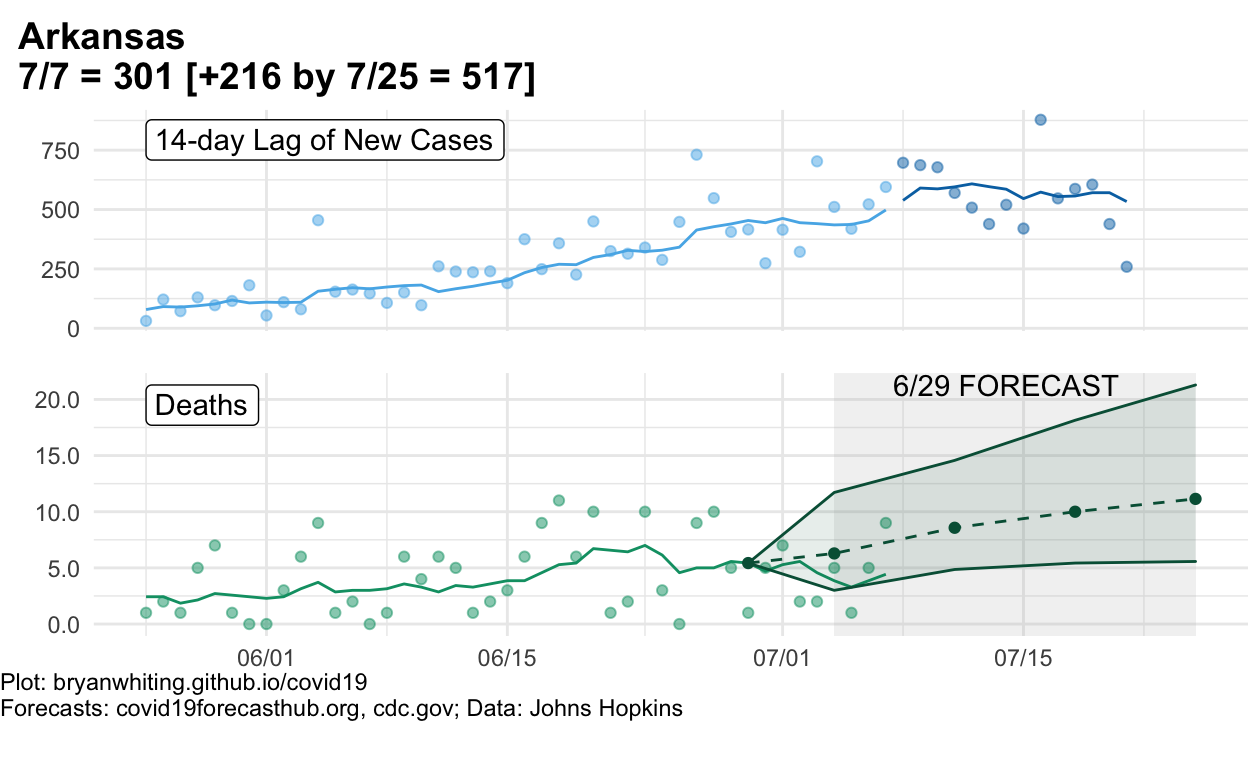 Arkansas
7/7 = 301 [+216 by 7/25 = 517]
14-day Lag of New Cases
750
500
250
0
6/29 FORECAST
Deaths
20.0
15.0
10.0
5.0
0.0
06/01 06/15 07/01 07/15
Plot: bryanwhiting.github.io/covid19
Forecasts: covid19forecasthub.org, cdc.gov; Data: Johns Hopkins